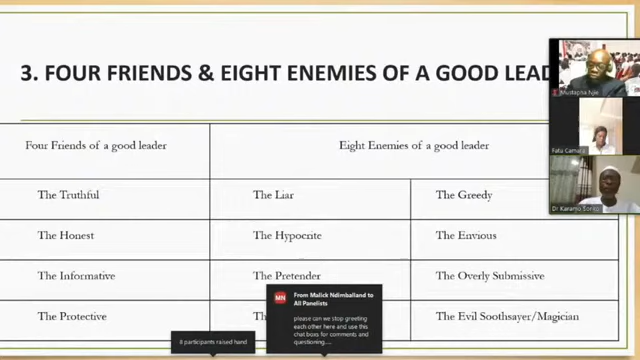 3. FOUR FRIENDS & EIGHT ENEMIES OF A GOOD LEAD
Four Friends of a good leader
Eight Enemies of a good leader
The Truthful
The Liar
The Greedy
The Honest
The Hypocrite
The Envious
The Informative
The Pretender
The Overly Submissive
The Protective
The Evil Soothsayer/Magician
Mustapha Njie
Fatu Camara
Dr Karamo Sonko
MN
From Malick Ndimballand to
All Panelists
please can we stop greeting
each other here and use this
chat boxs for comments and
questioning....
8 participants raised hand